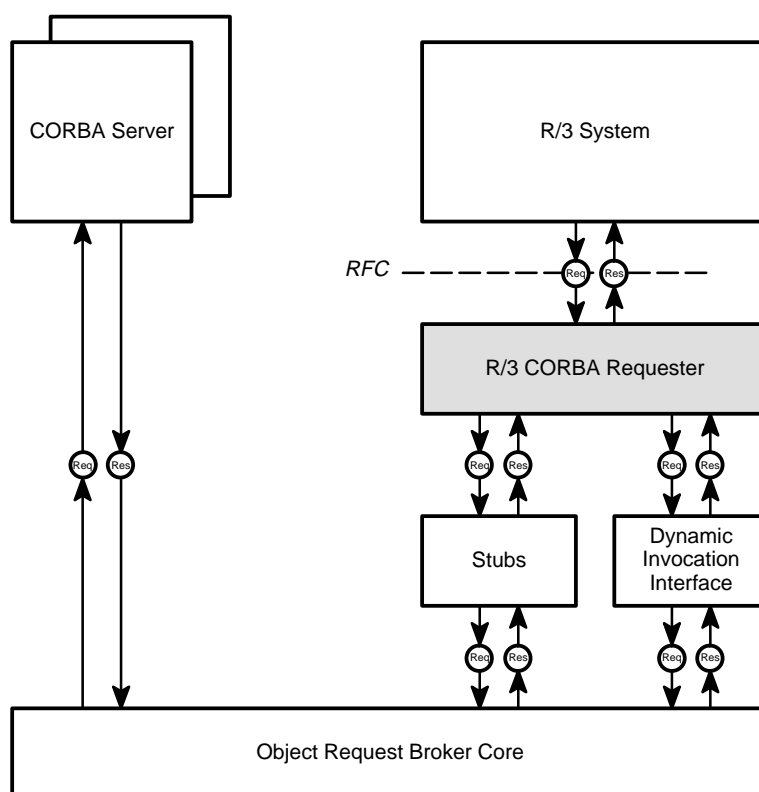 CORBA Server
R/3 System
RFC
Req
Res
R/3 CORBA Requester
Req
Res
Req
Res
Req
Res
Stubs
Dynamic
Invocation
Interface
Req
Res
Req
Res
Object Request Broker Core